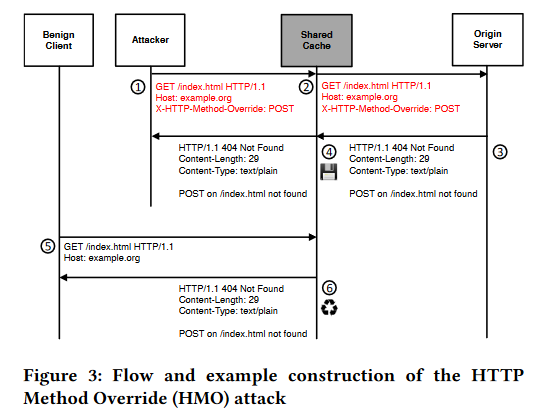 Benign
Client
Attacker
Shared
Cache
Origin
Server
①
GET /index.html HTTP/1.1
Host: example.org
X-HTTP-Method-Override: POST
②
GET /index.html HTTP/1.1
Host: example.org
X-HTTP-Method-Override: POST
HTTP/1.1 404 Not Found
Content-Length: 29
Content-Type: text/plain
POST on /index.html not found
④
HTTP/1.1 404 Not Found
Content-Length: 29
Content-Type: text/plain
POST on /index.html not found
③
⑤
GET /index.html HTTP/1.1
Host: example.org
HTTP/1.1 404 Not Found
Content-Length: 29
Content-Type: text/plain
POST on /index.html not found
⑥
Figure 3: Flow and example construction of the HTTP
Method Override (HMO) attack